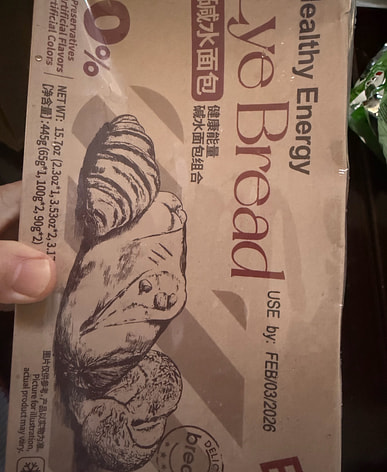 Healthy Energy
Lye Bread
碱水面包
健康能量
碱水面包组合
0%
Preservatives
Artificial Flavors
Artificial Colors
NET WT: 15.7oz (2.3oz*1, 3.53oz*2, 3.1
[净含量]: 445g (65g*1, 100g*2, 90g*2)
USE by: FEB/03/2026
图片仅供参考,产品以实物为准。
Picture for illustration,
actual product may vary.
brea